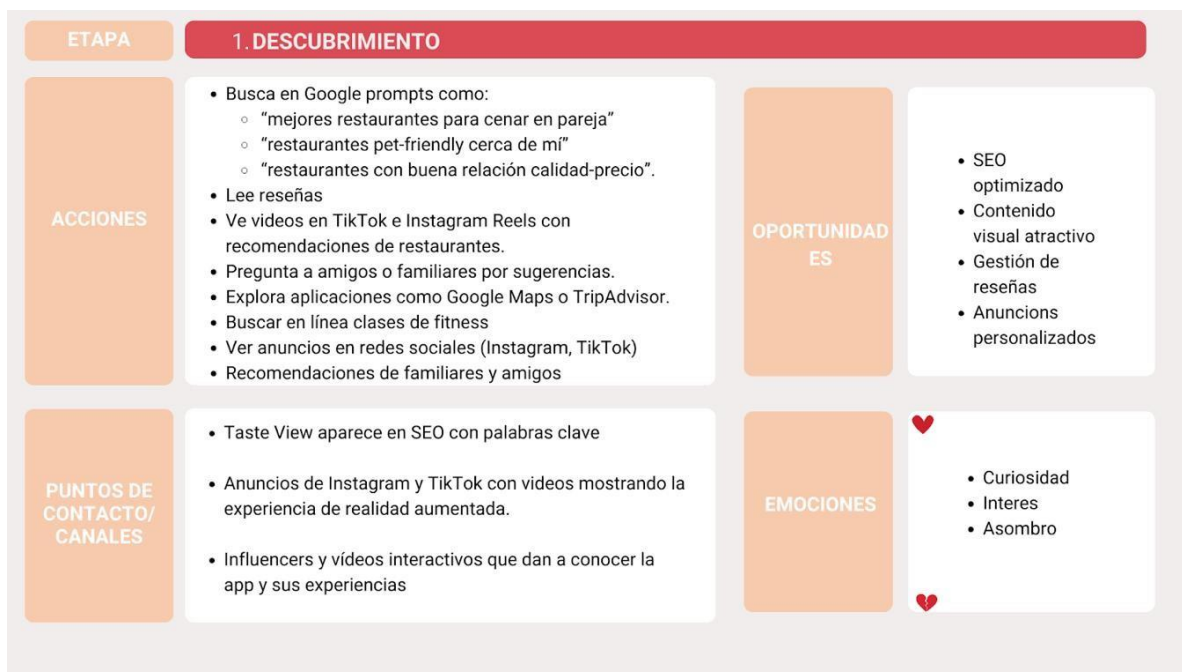 ETAPA
1. DESCUBRIMIENTO
ACCIONES
• Busca en Google prompts como:
◦ “mejores restaurantes para cenar en pareja”
◦ “restaurantes pet-friendly cerca de mí”
◦ “restaurantes con buena relación calidad-precio”.
• Lee reseñas
• Ve videos en TikTok e Instagram Reels con
recomendaciones de restaurantes.
• Pregunta a amigos o familiares por sugerencias.
• Explora aplicaciones como Google Maps o TripAdvisor.
• Buscar en línea clases de fitness
• Ver anuncios en redes sociales (Instagram, TikTok)
• Recomendaciones de familiares y amigos
OPORTUNIDAD
ES
• SEO
optimizado
• Contenido
visual atractivo
• Gestión de
reseñas
• Anuncions
personalizados
PUNTOS DE
CONTACTO/
CANALES
• Taste View aparece en SEO con palabras clave
• Anuncios de Instagram y TikTok con videos mostrando la
experiencia de realidad aumentada.
• Influencers y vídeos interactivos que dan a conocer la
app y sus experiencias
EMOCIONES
• Curiosidad
• Interes
• Asombro